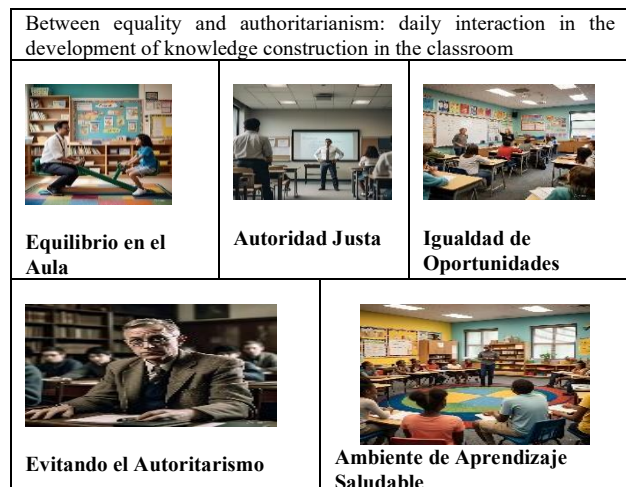 Between equality and authoritarianism: daily interaction in the
development of knowledge construction in the classroom
Equilibrio en el
Aula
Autoridad Justa
Igualdad de
Oportunidades
Evitando el Autoritarismo
Ambiente de Aprendizaje
Saludable